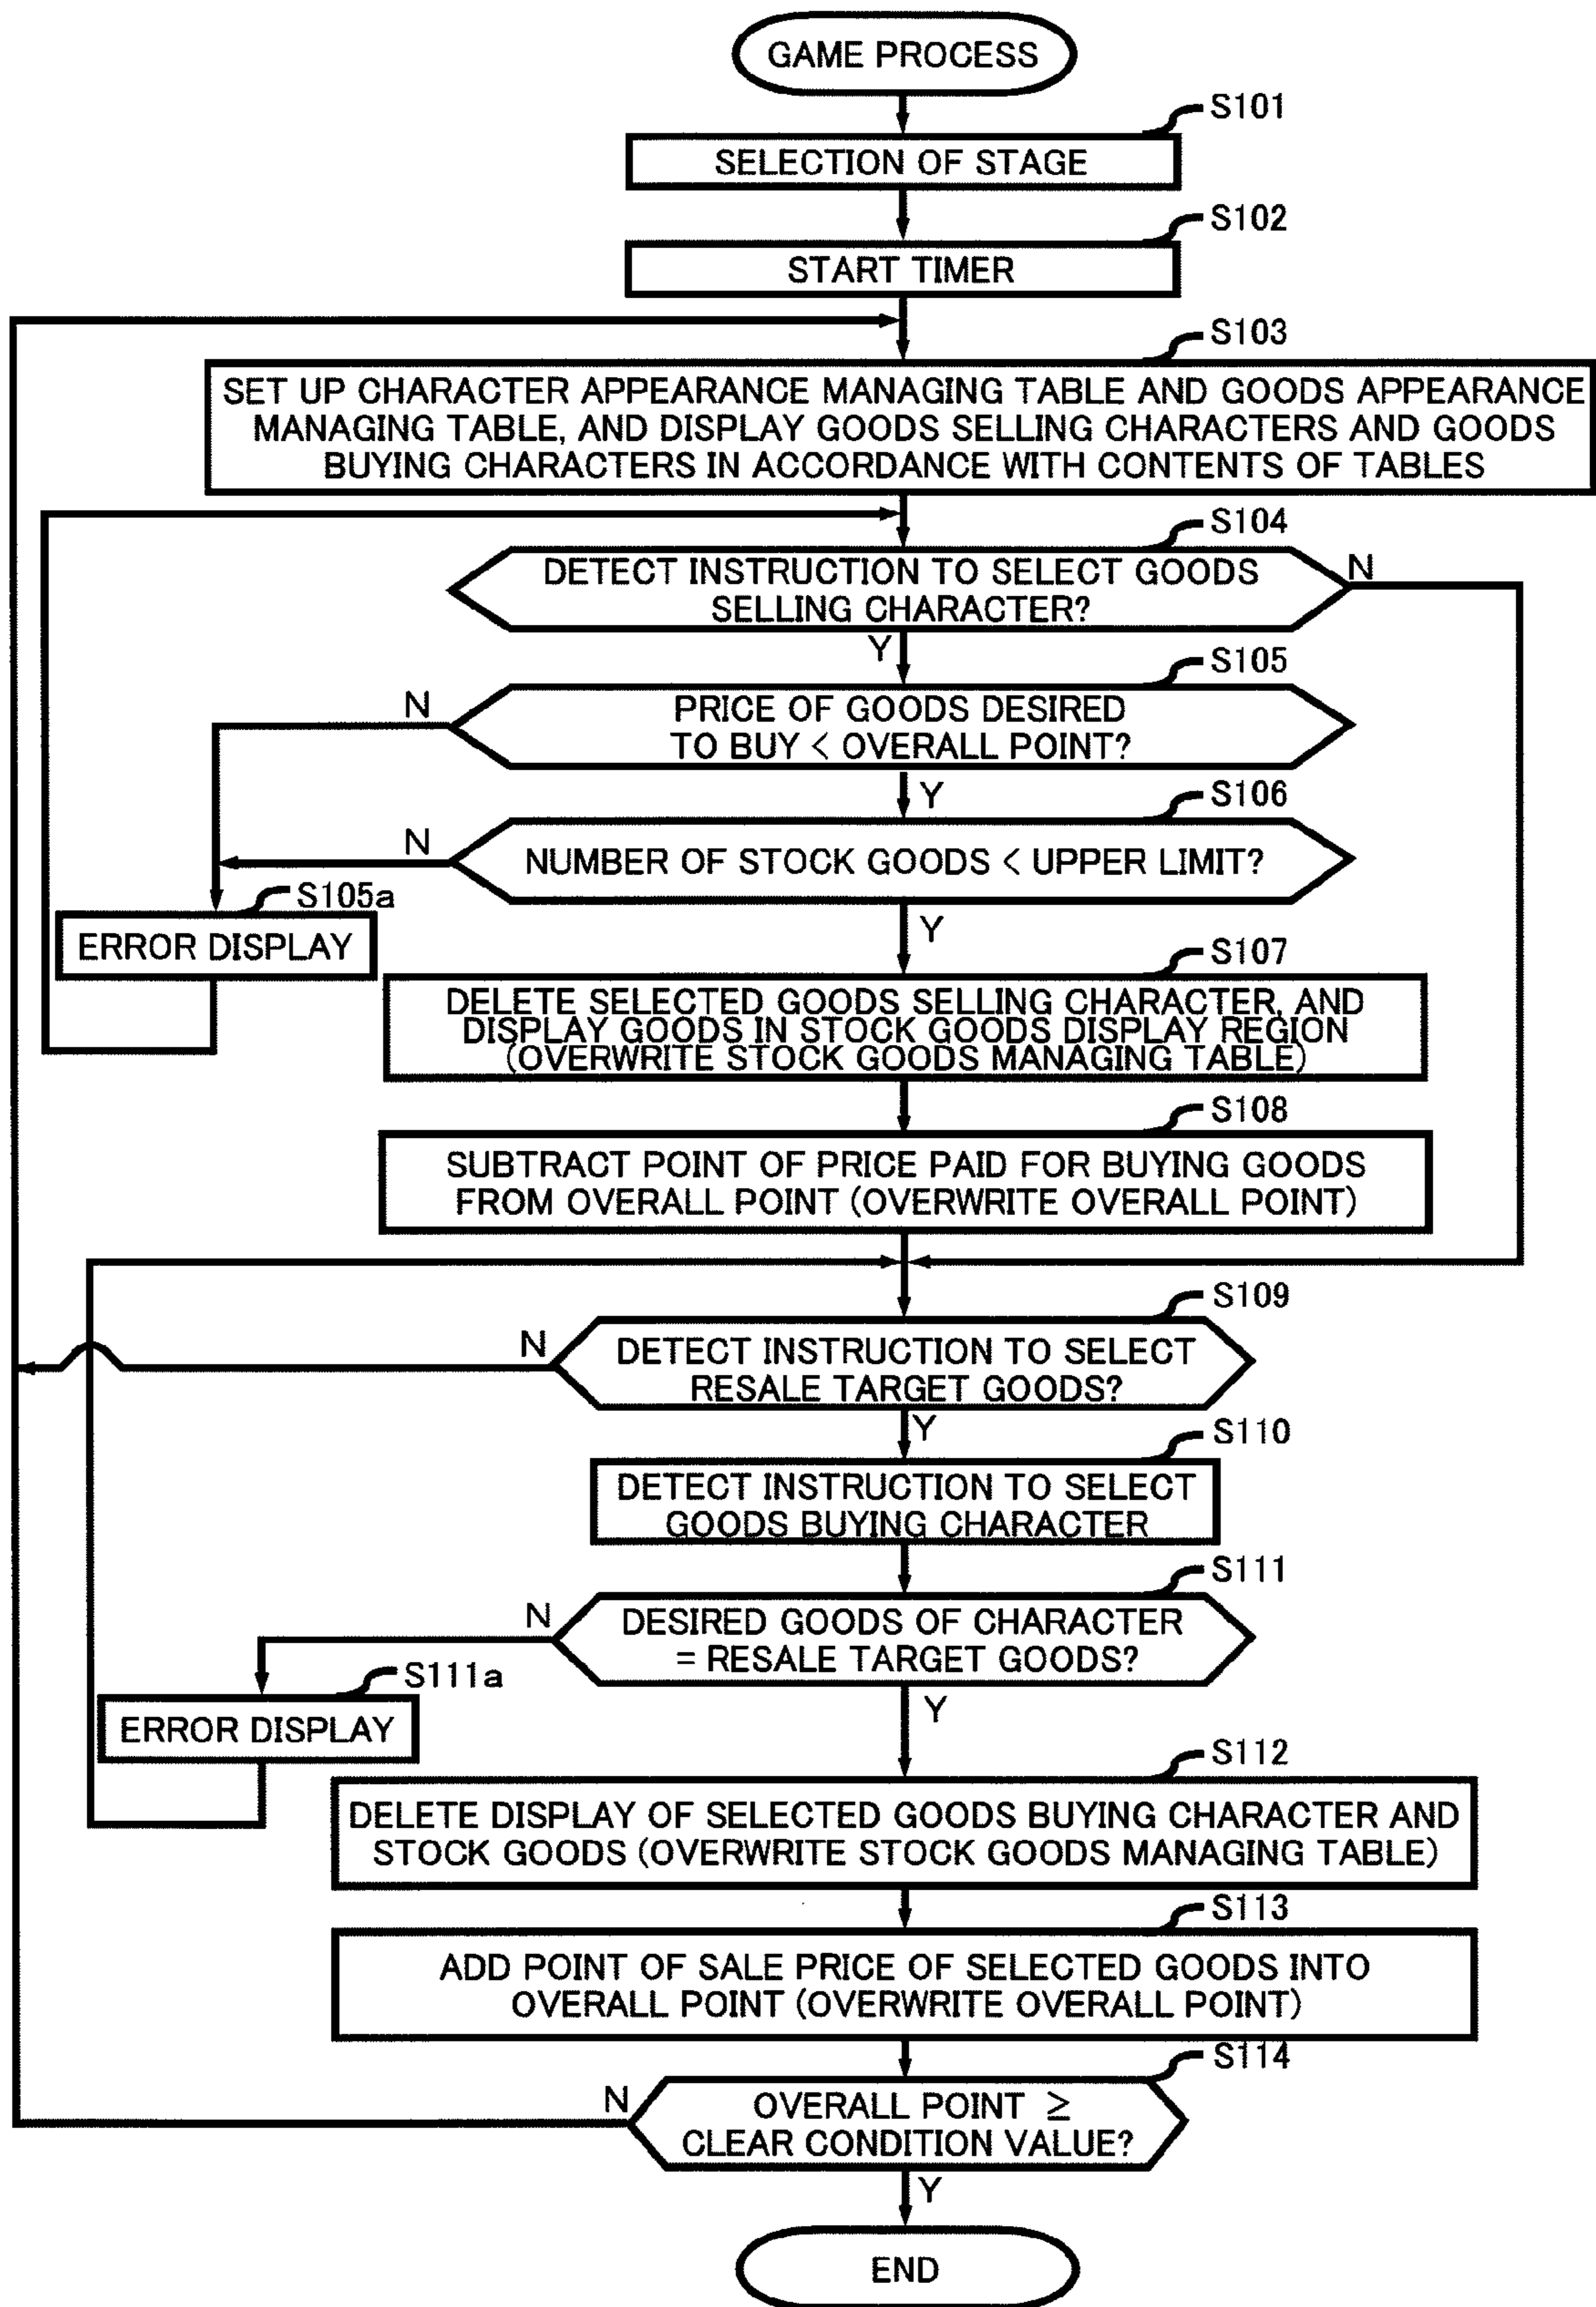 GAME PROCESS
S101
SELECTION OF STAGE
S102
START TIMER
S103
SET UP CHARACTER APPEARANCE MANAGING TABLE AND GOODS APPEARANCE
MANAGING TABLE, AND DISPLAY GOODS SELLING CHARACTERS AND GOODS
BUYING CHARACTERS IN ACCORDANCE WITH CONTENTS OF TABLES
S104
DETECT INSTRUCTION TO SELECT GOODS
SELLING CHARACTER?
N
Y
S105
PRICE OF GOODS DESIRED
TO BUY < OVERALL POINT?
N
Y
S106
NUMBER OF STOCK GOODS < UPPER LIMIT?
N
Y
S105a
ERROR DISPLAY
S107
DELETE SELECTED GOODS SELLING CHARACTER, AND
DISPLAY GOODS IN STOCK GOODS DISPLAY REGION
(OVERWRITE STOCK GOODS MANAGING TABLE)
S108
SUBTRACT POINT OF PRICE PAID FOR BUYING GOODS
FROM OVERALL POINT (OVERWRITE OVERALL POINT)
S109
DETECT INSTRUCTION TO SELECT
RESALE TARGET GOODS?
N
Y
S110
DETECT INSTRUCTION TO SELECT
GOODS BUYING CHARACTER
S111
DESIRED GOODS OF CHARACTER
= RESALE TARGET GOODS?
N
Y
S111a
ERROR DISPLAY
S112
DELETE DISPLAY OF SELECTED GOODS BUYING CHARACTER AND
STOCK GOODS (OVERWRITE STOCK GOODS MANAGING TABLE)
S113
ADD POINT OF SALE PRICE OF SELECTED GOODS INTO
OVERALL POINT (OVERWRITE OVERALL POINT)
S114
OVERALL POINT ≥
CLEAR CONDITION VALUE?
N
Y
END